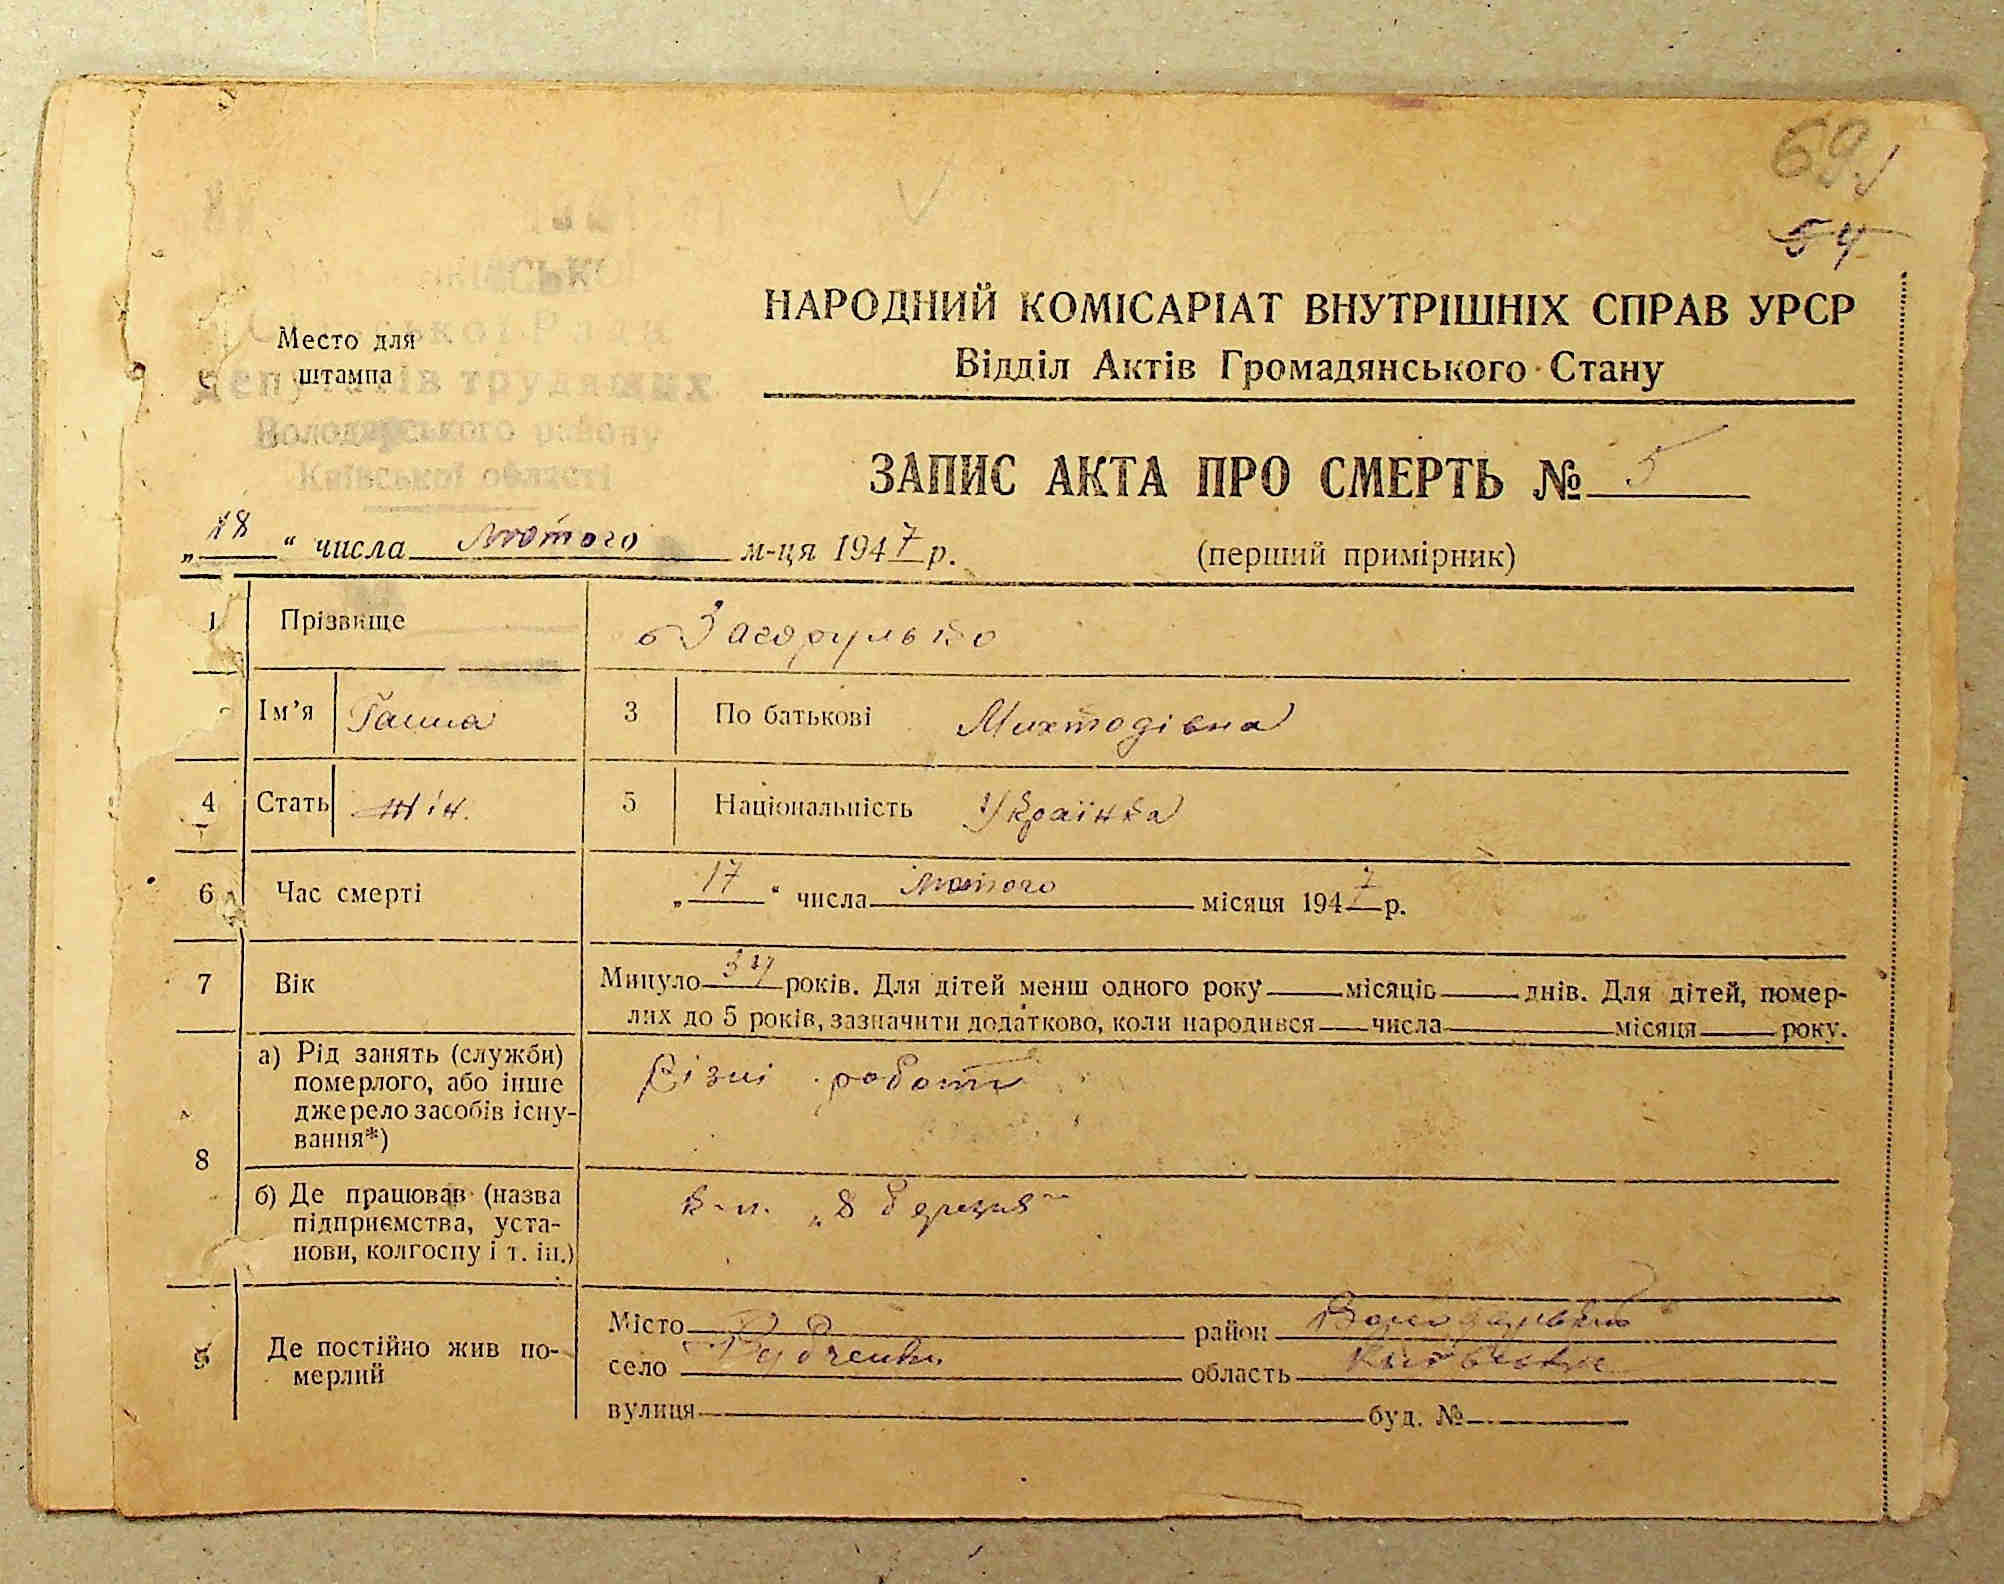 69
54
НАРОДНИЙ КОМІСАРІАТ ВНУТРІШНІХ СПРАВ УРСР
Відділ Актів Громадянського Стану
Место для
штампа
Сільської Ради
депутатів трудящих
Володарського району
Київської області
ЗАПИС АКТА ПРО СМЕРТЬ № 5
„18“ числа Лютого м-ця 1947 р.
(перший примірник)
1 Прізвище Загорулько
Ім’я Ганна 3 По батькові Михтодівна
4 Стать жін. 5 Національність Українка
6 Час смерті „17“ числа Лютого місяця 1947 р.
7 Вік Минуло років. Для дітей менш одного року місяців днів. Для дітей, помер-
лих до 5 років, зазначити додатково, коли народився числа місяця року.
8 а) Рід занять (служби)
померлого, або інше
джерело засобів існу-
вання*)
Різні роботи
б) Де працював (назва
підприємства, уста-
нови, колгоспу і т. ін.)
к-п. „8 березня“
Де постійно жив по-
мерлий
Місто район Володарський
село область Київська
вулиця буд. №